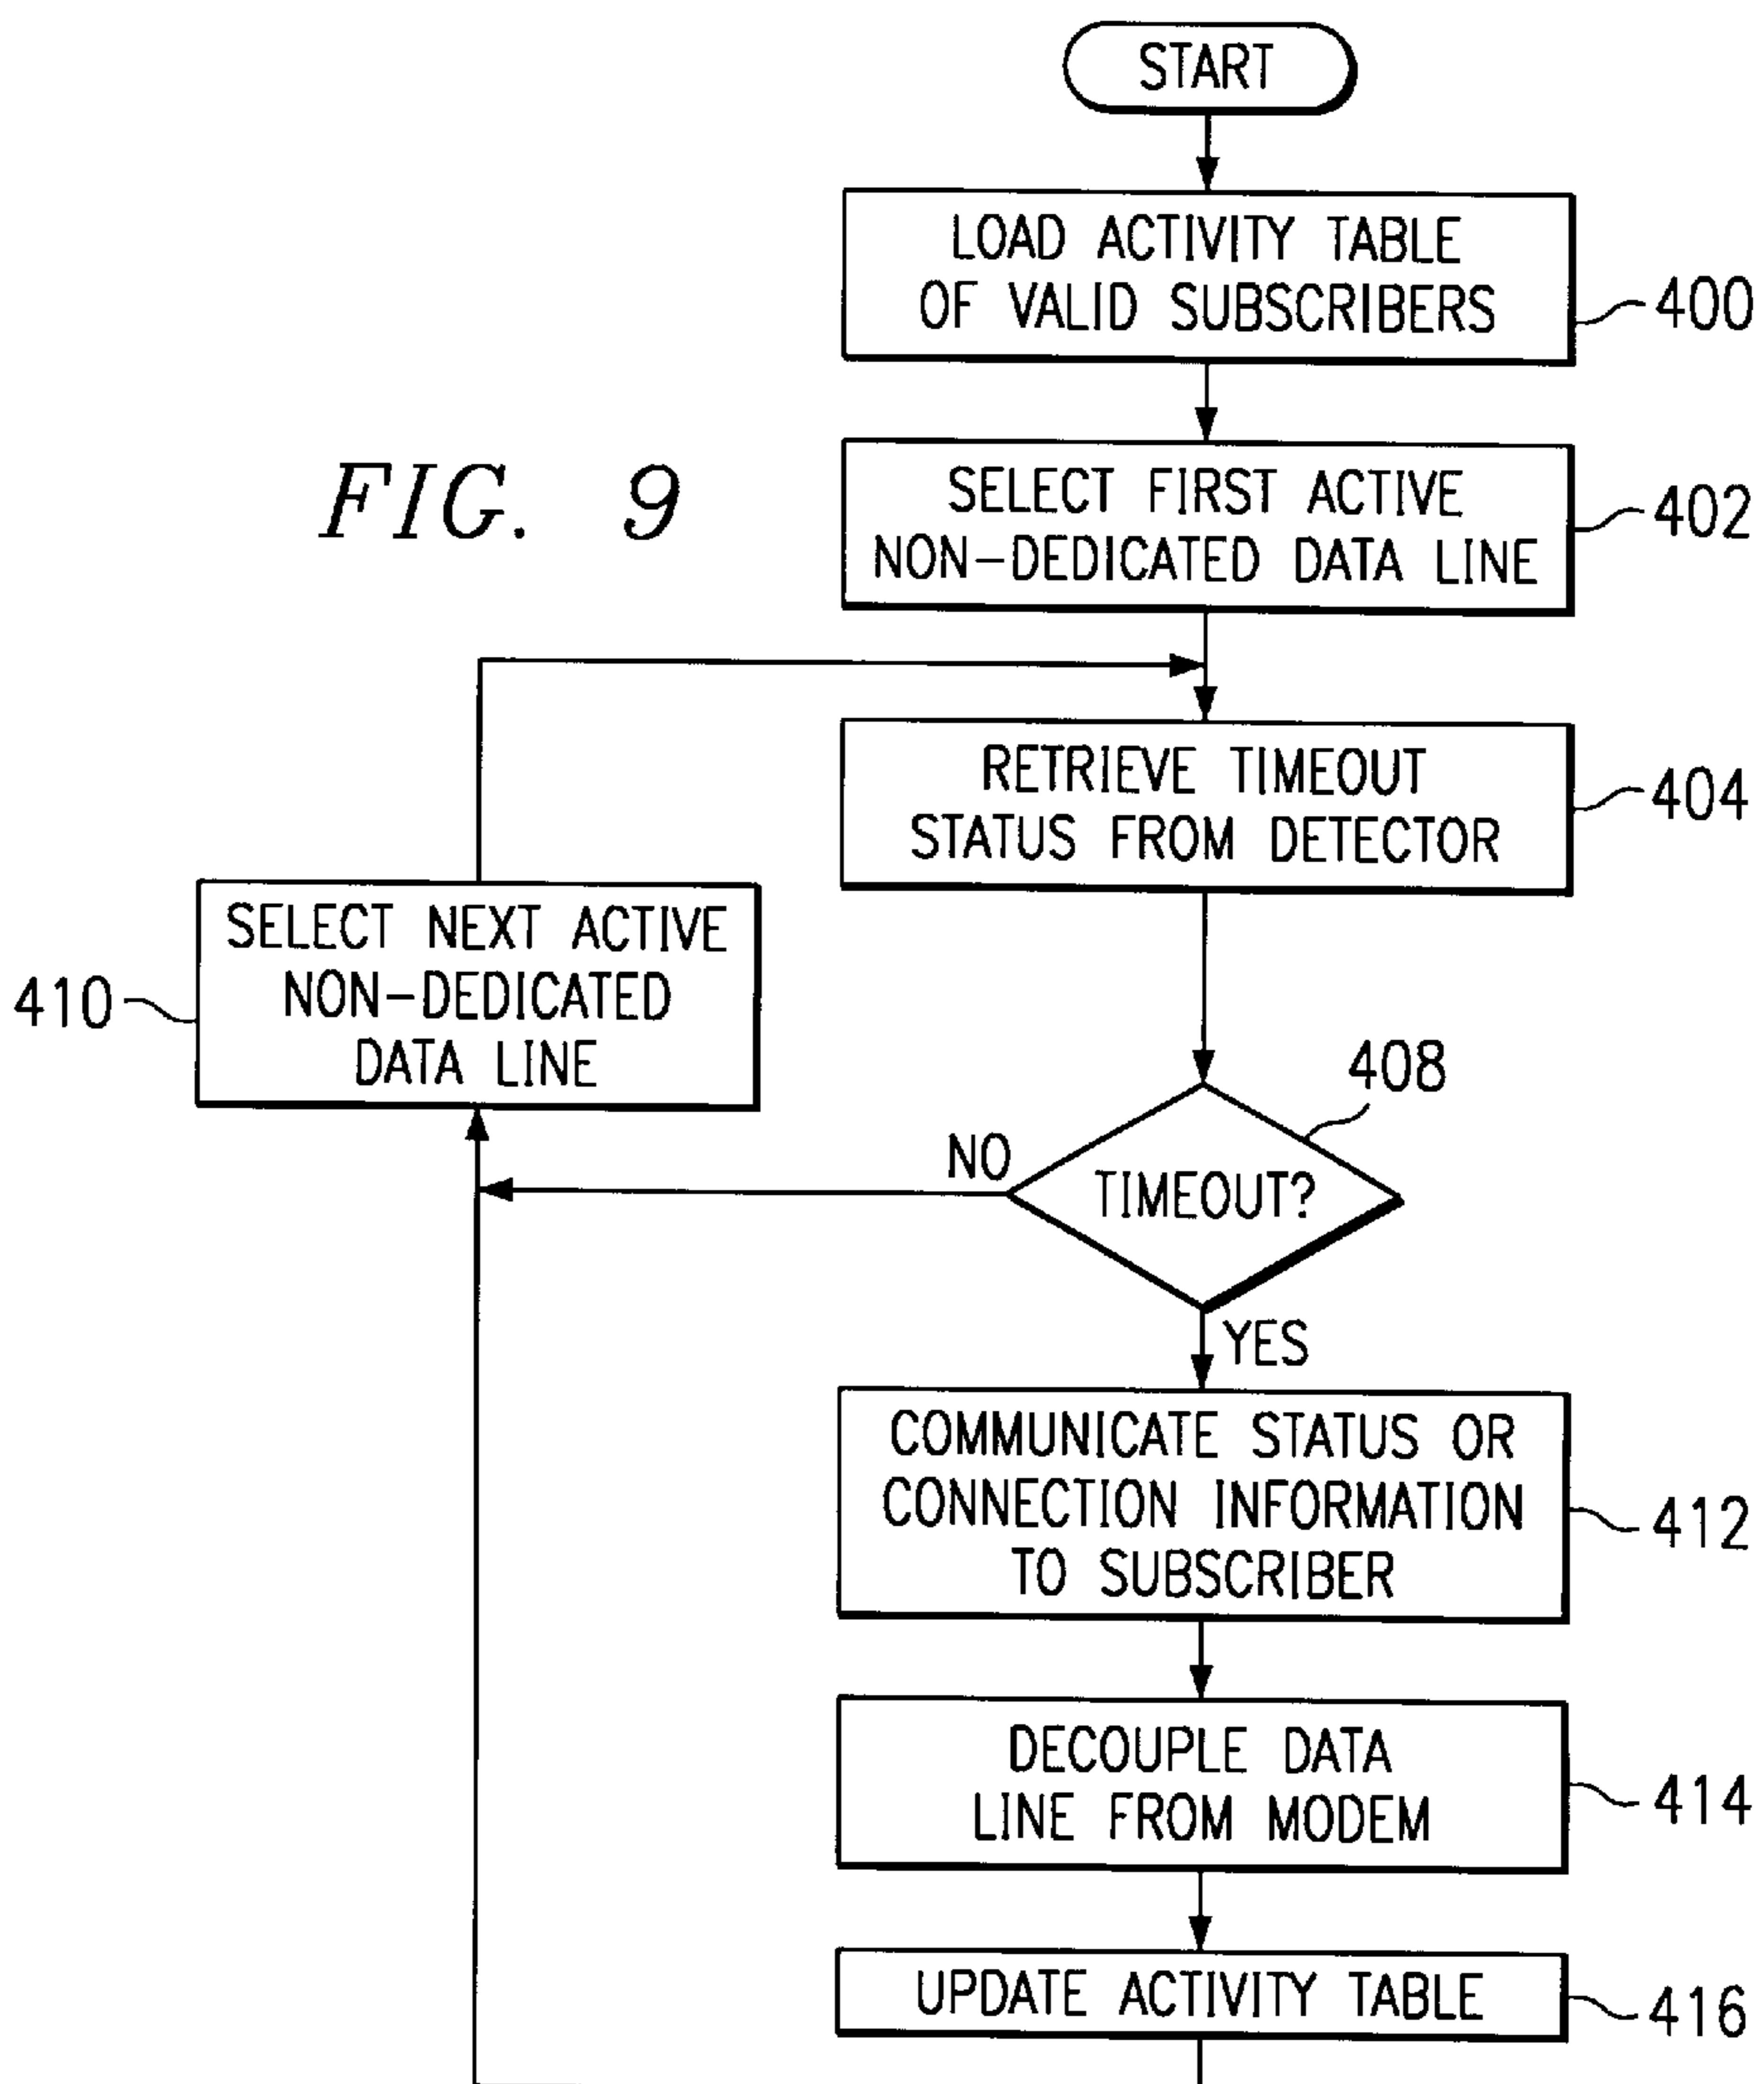 START
LOAD ACTIVITY TABLE
OF VALID SUBSCRIBERS
400
FIG. 9
SELECT FIRST ACTIVE
NON-DEDICATED DATA LINE
402
RETRIEVE TIMEOUT
STATUS FROM DETECTOR
404
SELECT NEXT ACTIVE
NON-DEDICATED
DATA LINE
410
408
NO
TIMEOUT?
YES
COMMUNICATE STATUS OR
CONNECTION INFORMATION
TO SUBSCRIBER
412
DECOUPLE DATA
LINE FROM MODEM
414
UPDATE ACTIVITY TABLE
416